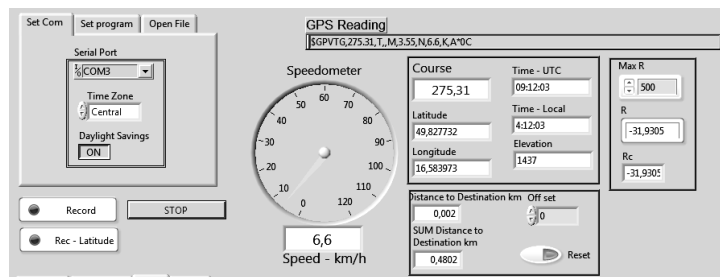 Set Com
Set program
Open File
Serial Port
COM3
Time Zone
Central
Daylight Savings
ON
Record
STOP
Rec - Latitude
GPS Reading
$GPVTG,275.31,T,,M,3.55,N,6.6,K,A*0C
Speedometer
0
10
20
30
40
50
60
70
80
90
100
110
120
6,6
Speed - km/h
Course
275,31
Latitude
49,827732
Longitude
16,583973
Time - UTC
09:12:03
Time - Local
4:12:03
Elevation
1437
Distance to Destination km
0,002
SUM Distance to
Destination km
0,4802
Off set
0
Reset
Max R
500
R
-31,9305
Rc
-31,9305